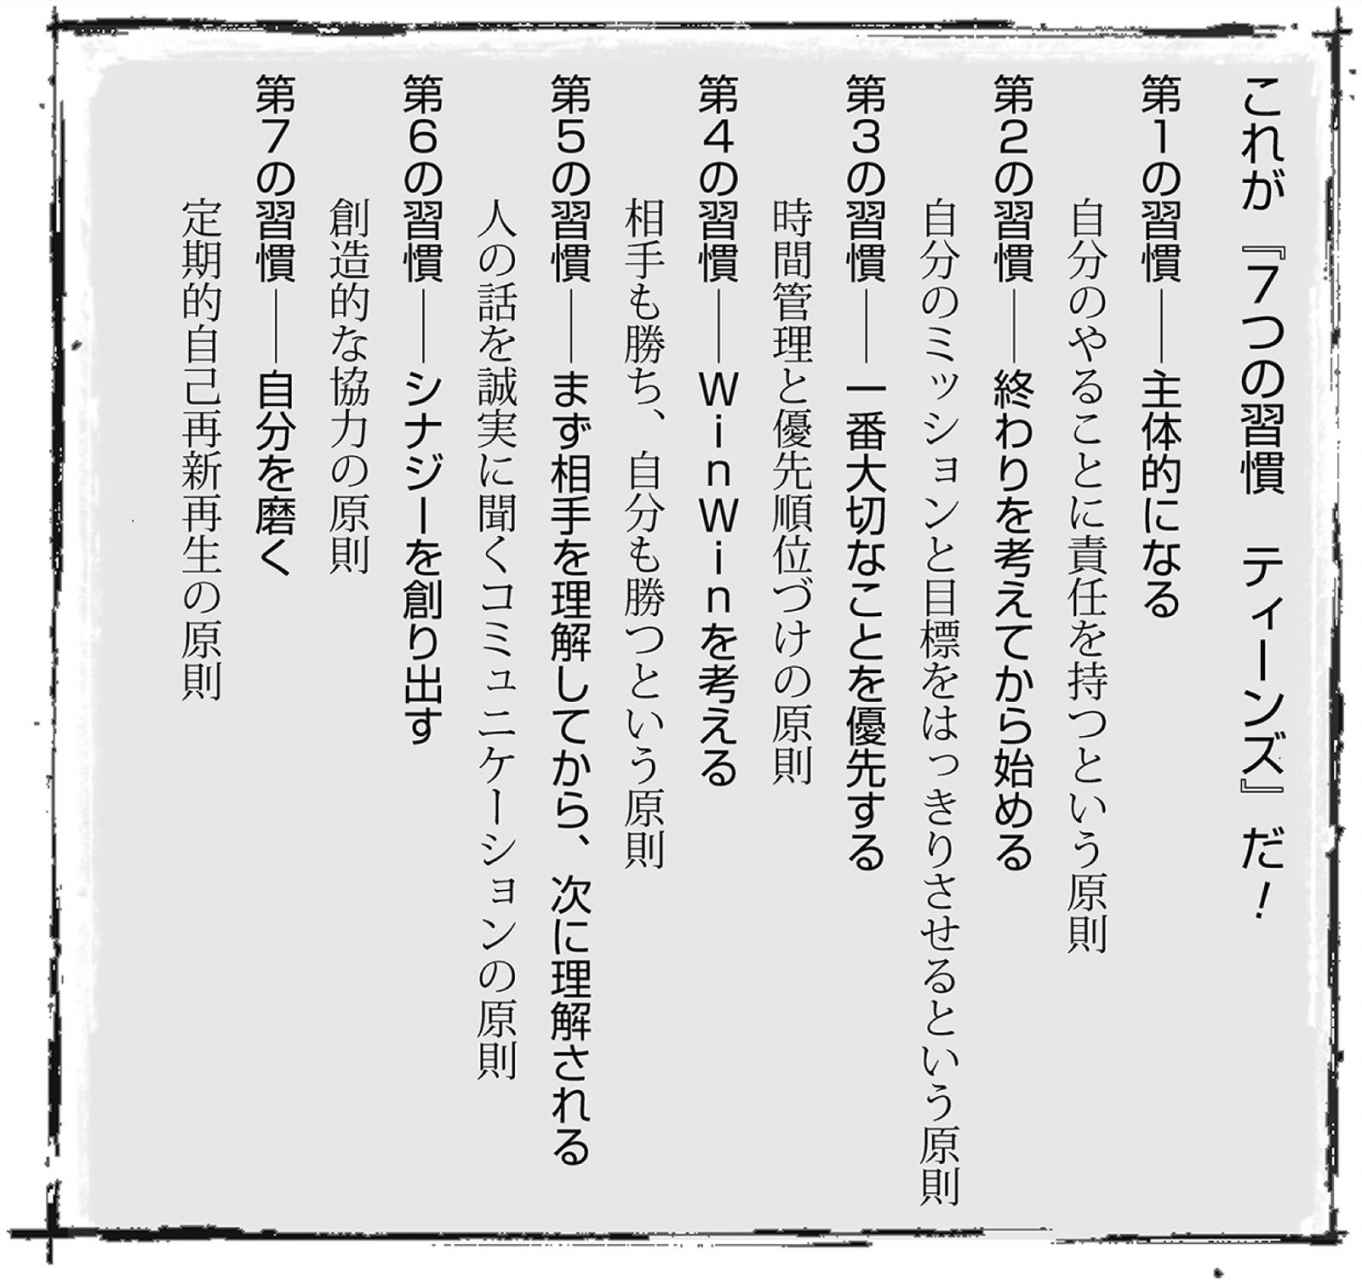 これが『７つの習慣　ティーンズ』だ！
第１の習慣――主体的になる
自分のやることに責任を持つという原則
第２の習慣――終わりを考えてから始める
自分のミッションと目標をはっきりさせるという原則
第３の習慣――一番大切なことを優先する
時間管理と優先順位づけの原則
第４の習慣――ＷｉｎＷｉｎを考える
相手も勝ち、自分も勝つという原則
第５の習慣――まず相手を理解してから、次に理解される
人の話を誠実に聞くコミュニケーションの原則
第６の習慣――シナジーを創り出す
創造的な協力の原則
第７の習慣――自分を磨く
定期的自己再新再生の原則